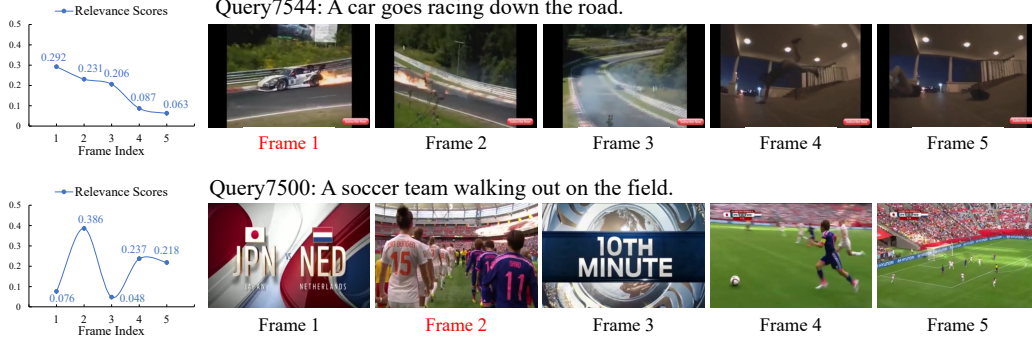 Query7544: A car goes racing down the road.
Relevance Scores
0.5
0.4
0.3
0.2
0.1
0
0.292
0.231
0.206
0.087
0.063
1 2 3 4 5
Frame Index
Frame 1
Frame 2
Frame 3
Frame 4
Frame 5
Query7500: A soccer team walking out on the field.
Relevance Scores
0.5
0.4
0.3
0.2
0.1
0
0.076
0.386
0.048
0.237
0.218
1 2 3 4 5
Frame Index
JPN
NED
JAPAN
NETHERLANDS
15
11
10TH
MINUTE
Frame 1
Frame 2
Frame 3
Frame 4
Frame 5